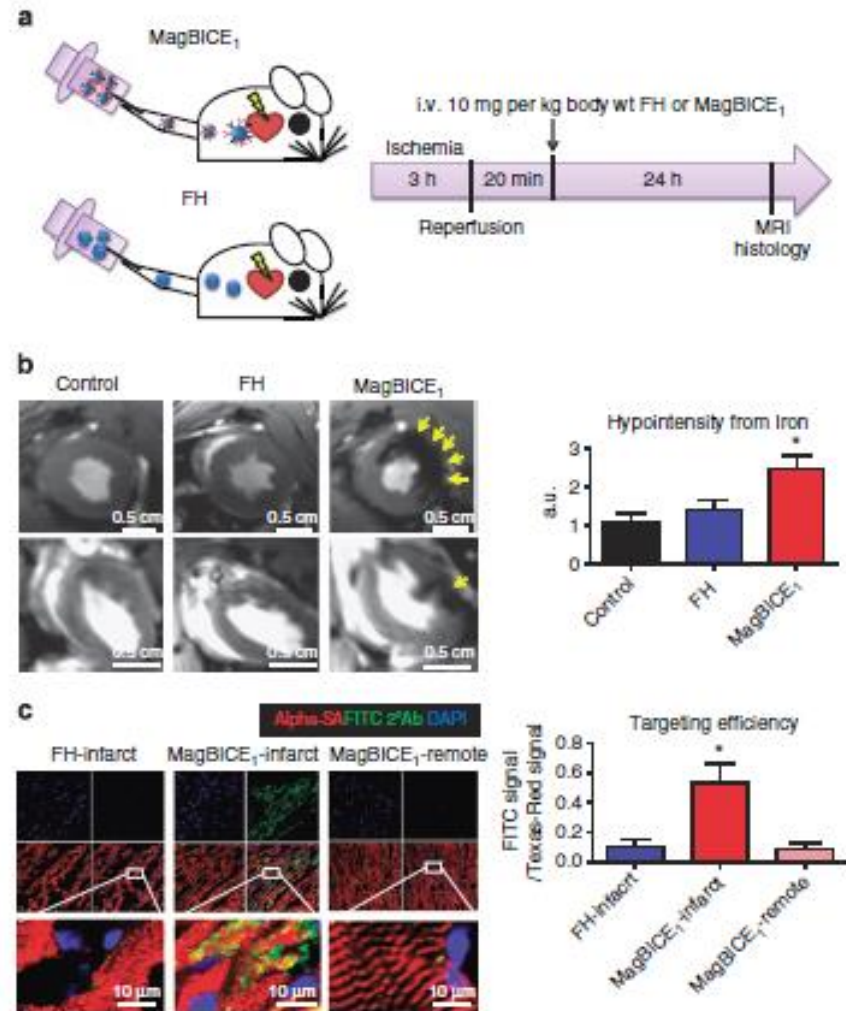 a
MagBICE₁
FH
i.v. 10 mg per kg body wt FH or MagBICE₁
Ischemia
3 h
20 min
24 h
Reperfusion
MRI
histology
b
Control
FH
MagBICE₁
0.5 cm
0.5 cm
0.5 cm
0.5 cm
0.5 cm
0.5 cm
Hypointensity from Iron
a.u.
3
2
1
0
*
Control
FH
MagBICE₁
c
Alpha-SA FITC 2°Ab DAPI
FH-infarct
MagBICE₁-infarct
MagBICE₁-remote
10 μm
10 μm
10 μm
Targeting efficiency
FITC signal
/Texas-Red signal
0.8
0.6
0.4
0.2
0.0
*
FH-infacrt
MagBICE₁-infarct
MagBICE₁-remote